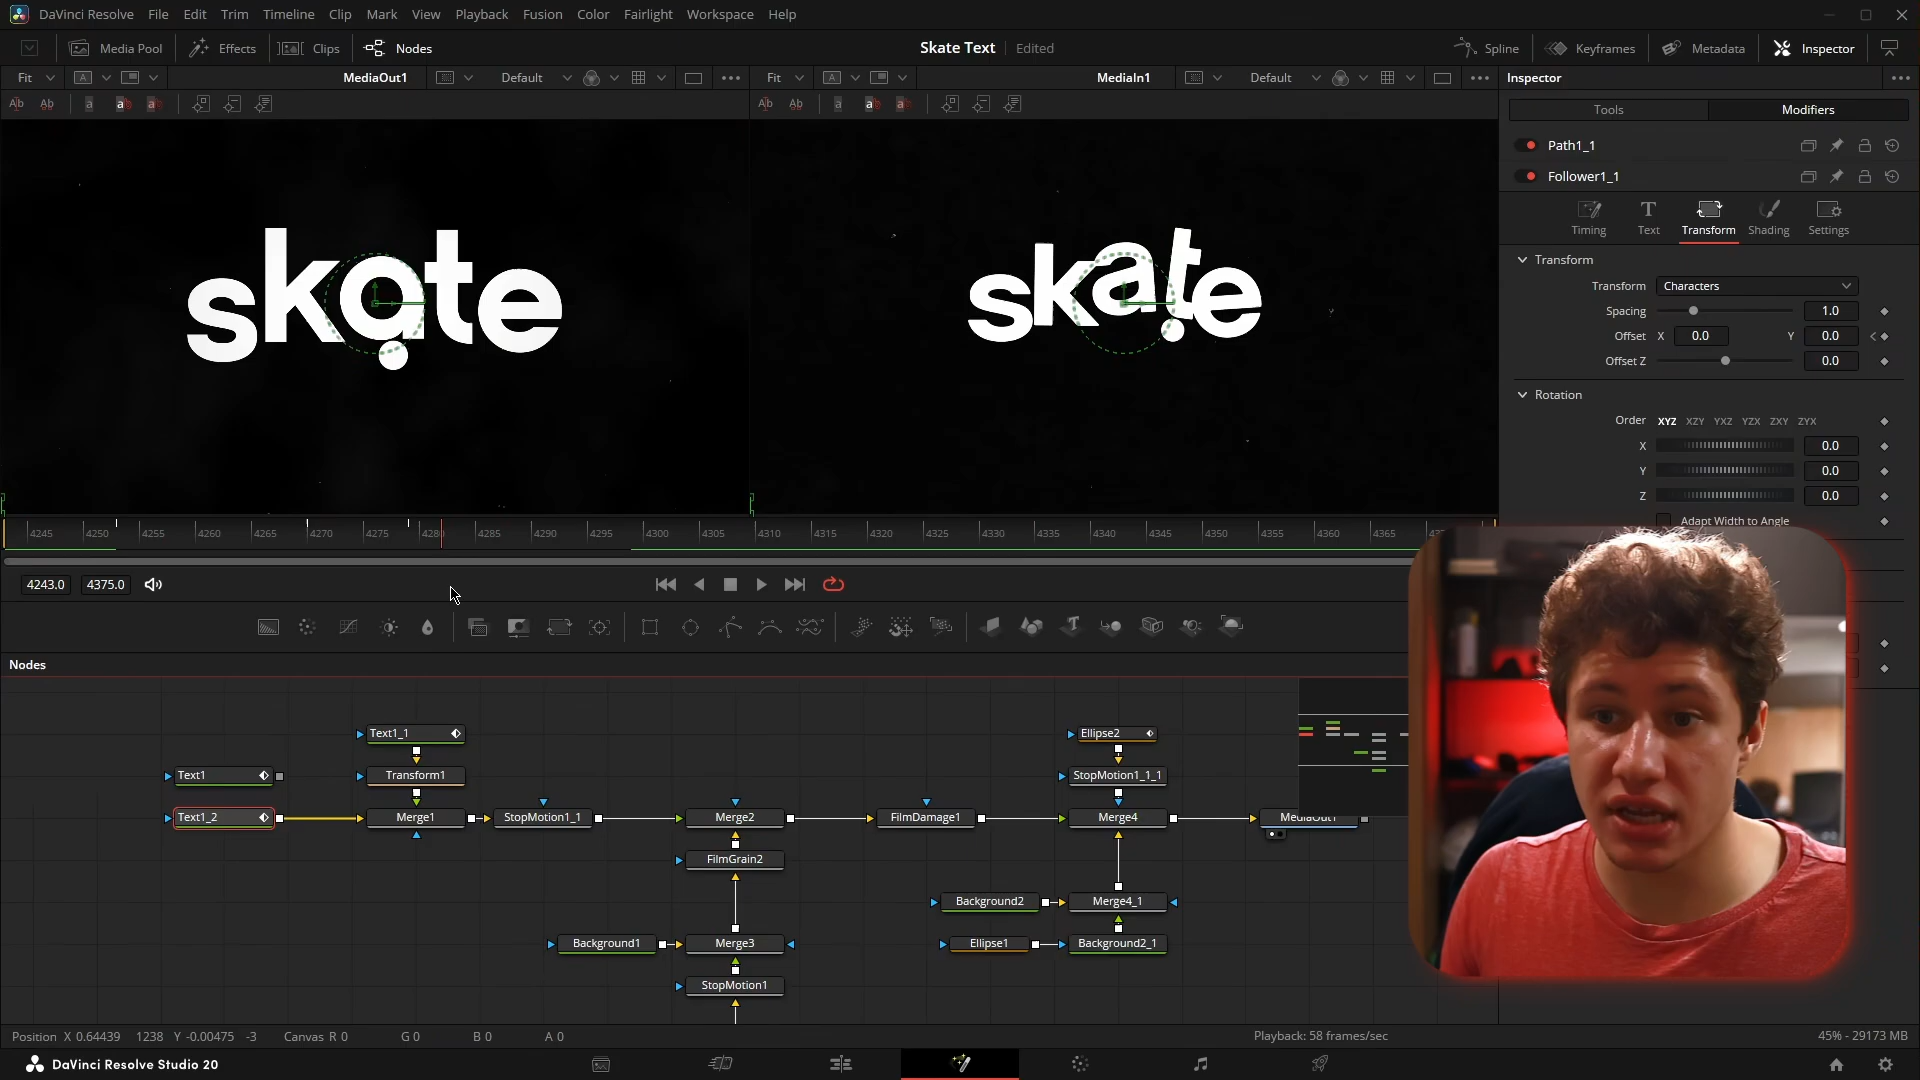 DaVinci Resolve File Edit Trim Timeline Clip Mark View Playback Fusion Color Fairlight Workspace Help
Media Pool Effects Clips Nodes Skate Text Edited Spline Keyframes Metadata Inspector
Fit A MediaOut1 Default Fit A MediaIn1 Default Inspector
Tools Modifiers
Path1_1
Follower1_1
Timing Text Transform Shading Settings
skate
skate
Transform
Transform Characters
Spacing 1.0
Offset X 0.0 Y 0.0
Offset Z 0.0
Rotation
Order XYZ XZY YXZ YZX ZXY ZYX
X 0.0
Y 0.0
Z 0.0
Adapt Width to Angle
4245 4250 4255 4260 4265 4270 4275 4280 4285 4290 4295 4300 4305 4310 4315 4320 4325 4330 4335 4340 4345 4350 4355 4360 4365
4243.0 4375.0
Nodes
Text1_1 Ellipse2
Text1 Transform1 StopMotion1_1_1
Text1_2 Merge1 StopMotion1_1 Merge2 FilmDamage1 Merge4 MediaOut1
FilmGrain2
Background2 Merge4_1
Background1 Merge3 Ellipse1 Background2_1
StopMotion1
Position X 0.64439 1238 Y -0.00475 -3 Canvas R 0 G 0 B 0 A 0 Playback: 58 frames/sec 45% - 29173 MB
DaVinci Resolve Studio 20